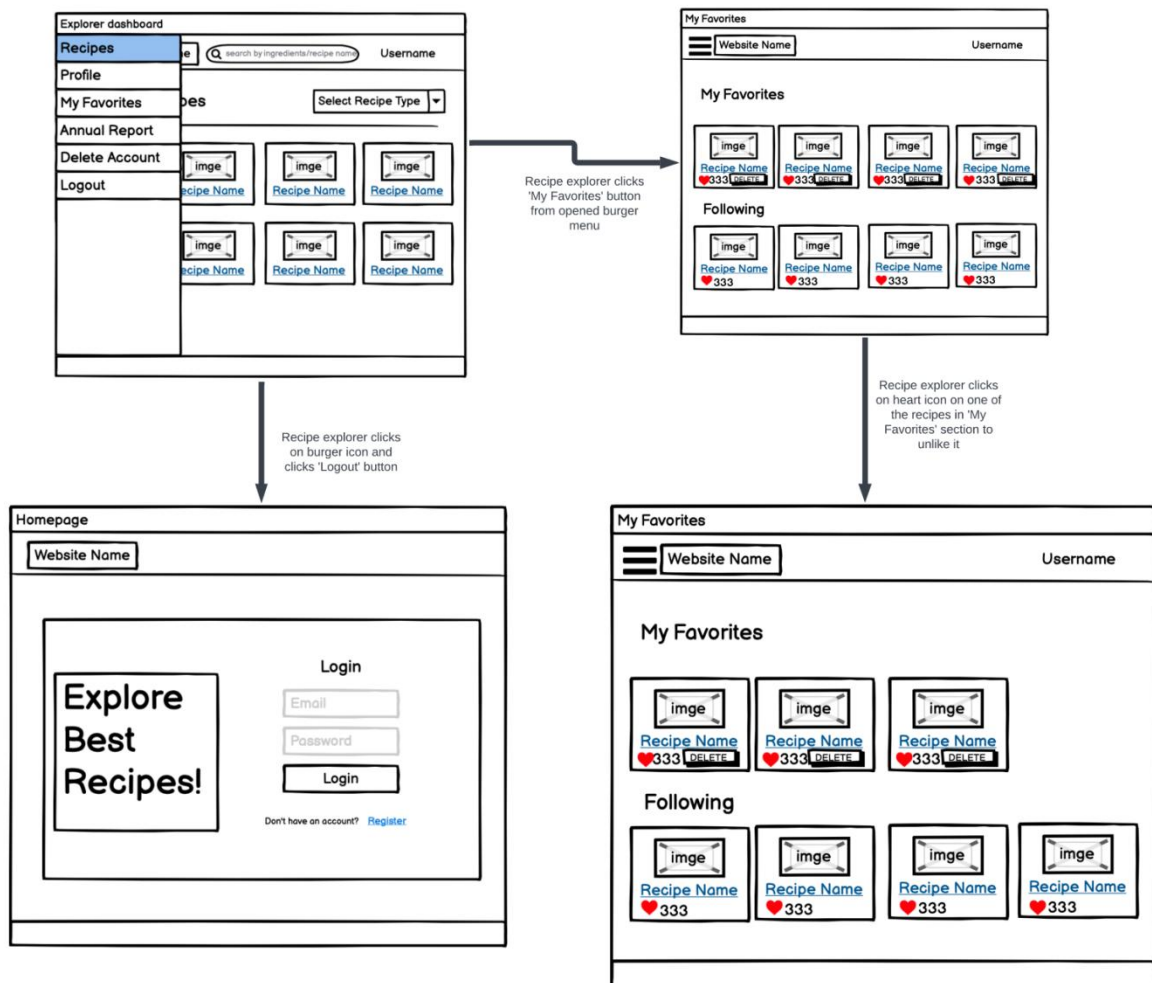 Explorer dashboard
Recipes
Profile
My Favorites
Annual Report
Delete Account
Logout
search by ingredients/recipe name
Username
pes
Select Recipe Type
imge
imge
imge
ecipe Name
Recipe Name
Recipe Name
imge
imge
imge
ecipe Name
Recipe Name
Recipe Name
Recipe explorer clicks
'My Favorites' button
from opened burger
menu
My Favorites
Website Name
Username
My Favorites
imge
imge
imge
imge
Recipe Name
Recipe Name
Recipe Name
Recipe Name
333 DELETE
333 DELETE
333 DELETE
333 DELETE
Following
imge
imge
imge
imge
Recipe Name
Recipe Name
Recipe Name
Recipe Name
333
333
333
333
Recipe explorer clicks
on burger icon and
clicks 'Logout' button
Recipe explorer clicks
on heart icon on one of
the recipes in 'My
Favorites' section to
unlike it
Homepage
Website Name
Explore
Best
Recipes!
Login
Email
Password
Login
Don't have an account? Register
My Favorites
Website Name
Username
My Favorites
imge
imge
imge
Recipe Name
Recipe Name
Recipe Name
333 DELETE
333 DELETE
333 DELETE
Following
imge
imge
imge
imge
Recipe Name
Recipe Name
Recipe Name
Recipe Name
333
333
333
333